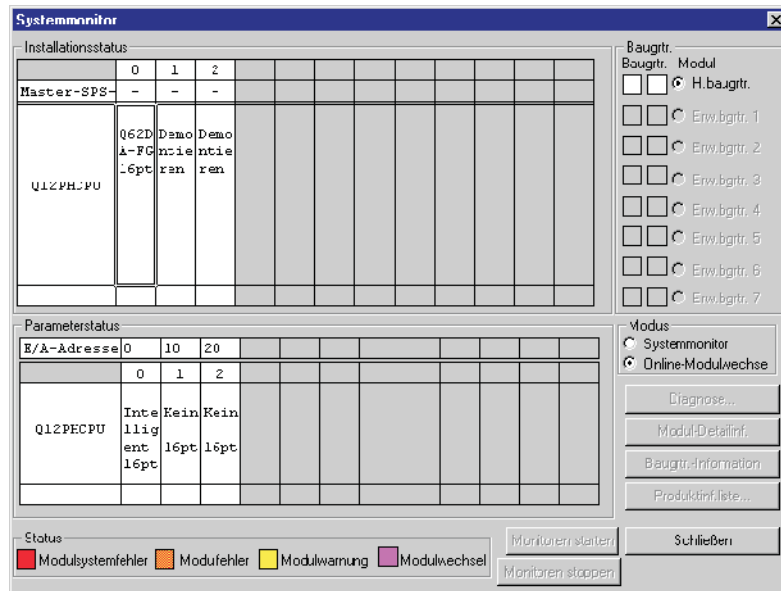 Systemmonitor
Installationsstatus
0 1 2
Master-SPS- - - -
Q12PHCPU
Q62D Demo Demo
A-FG ntie ntie
16pt ren ren
Baugrtr.
Baugrtr. Modul
H.baugrtr.
Erw.bgrtr. 1
Erw.bgrtr. 2
Erw.bgrtr. 3
Erw.bgrtr. 4
Erw.bgrtr. 5
Erw.bgrtr. 6
Erw.bgrtr. 7
Parameterstatus
E/A-Adresse 0 10 20
0 1 2
Q12PHCPU
Inte Kein Kein
llig
ent 16pt 16pt
16pt
Modus
Systemmonitor
Online-Modulwechse
Diagnose...
Modul-Detailinf.
Baugrtr.-Information
Produktinf.liste...
Status
Modulsystemfehler Modufehler Modulwarnung Modulwechsel
Monitoren starten
Monitoren stoppen
Schließen